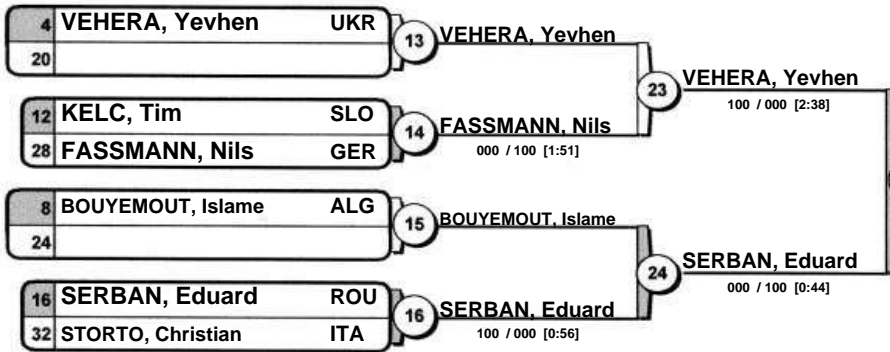 4 VEHERA, Yevhen UKR
20
13 VEHERA, Yevhen
12 KELC, Tim SLO
28 FASSMANN, Nils GER
14 FASSMANN, Nils
000 / 100 [1:51]
23 VEHERA, Yevhen
100 / 000 [2:38]
8 BOUYEMOUT, Islame ALG
24
15 BOUYEMOUT, Islame
16 SERBAN, Eduard ROU
32 STORTO, Christian ITA
16 SERBAN, Eduard
100 / 000 [0:56]
24 SERBAN, Eduard
000 / 100 [0:44]